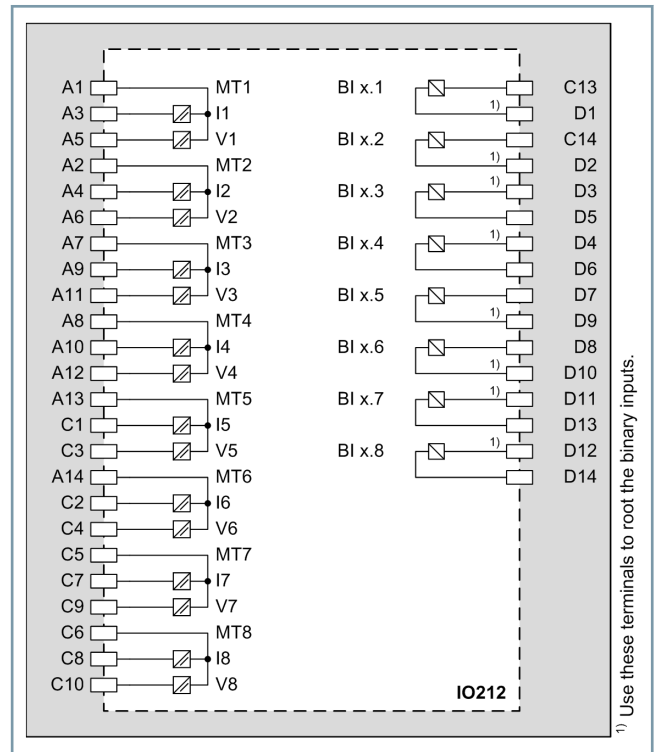 A1 MT1 BI x.1 C13
A3 I1 1) D1
A5 V1 BI x.2 C14
A2 MT2 1) D2
A4 I2 BI x.3 1) D3
A6 V2 D5
A7 MT3 BI x.4 1) D4
A9 I3 D6
A11 V3 BI x.5 D7
A8 MT4 1) D9
A10 I4 BI x.6 D8
A12 V4 1) D10
A13 MT5 BI x.7 1) D11
C1 I5 D13
C3 V5 BI x.8 1) D12
A14 MT6 D14
C2 I6
C4 V6
C5 MT7
C7 I7
C9 V7
C6 MT8
C8 I8
C10 V8
IO212
1) Use these terminals to root the binary inputs.